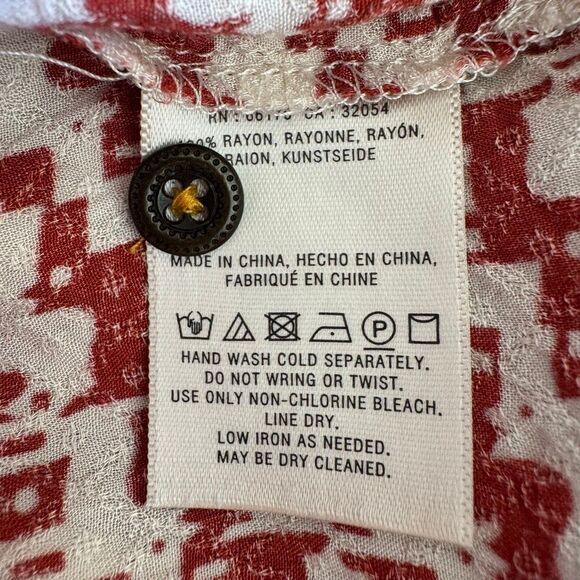 CA : 32054
RAYON, RAYONNE, RAYÓN,
KUNSTSEIDE
MADE IN CHINA, HECHO EN CHINA,
FABRIQUÉ EN CHINE
P
HAND WASH COLD SEPARATELY.
DO NOT WRING OR TWIST.
USE ONLY NON-CHLORINE BLEACH.
LINE DRY.
LOW IRON AS NEEDED.
MAY BE DRY CLEANED.